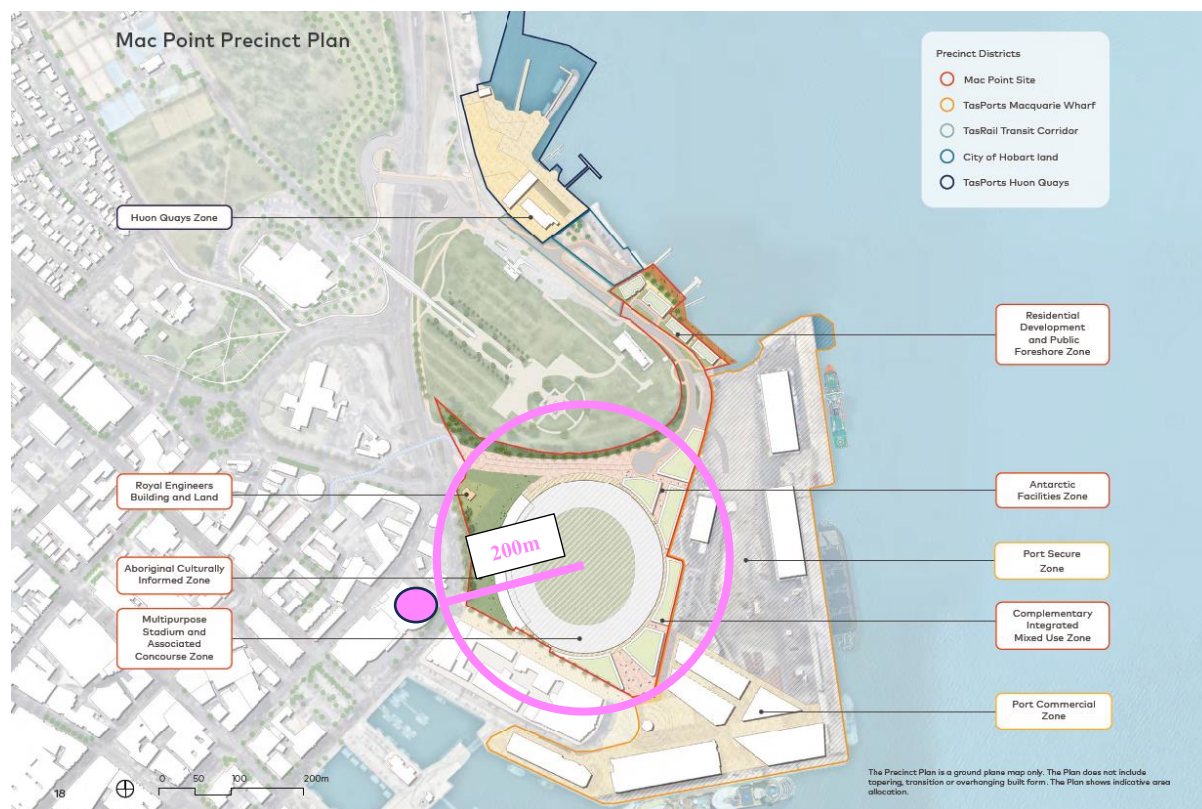 Mac Point Precinct Plan
Precinct Districts
Mac Point Site
TasPorts Macquarie Wharf
TasRail Transit Corridor
City of Hobart land
TasPorts Huon Quays
Huon Quays Zone
Residential
Development
and Public
Foreshore Zone
Royal Engineers
Building and Land
Antarctic
Facilities Zone
200m
Aboriginal Culturally
Informed Zone
Port Secure
Zone
Multipurpose
Stadium and
Associated
Concourse Zone
Complementary
Integrated
Mixed Use Zone
Port Commercial
Zone
18
0 50 100 200m
The Precinct Plan is a ground plane map only. The Plan does not include
tapering, transition or overhanging built form. The Plan shows indicative area
allocation.